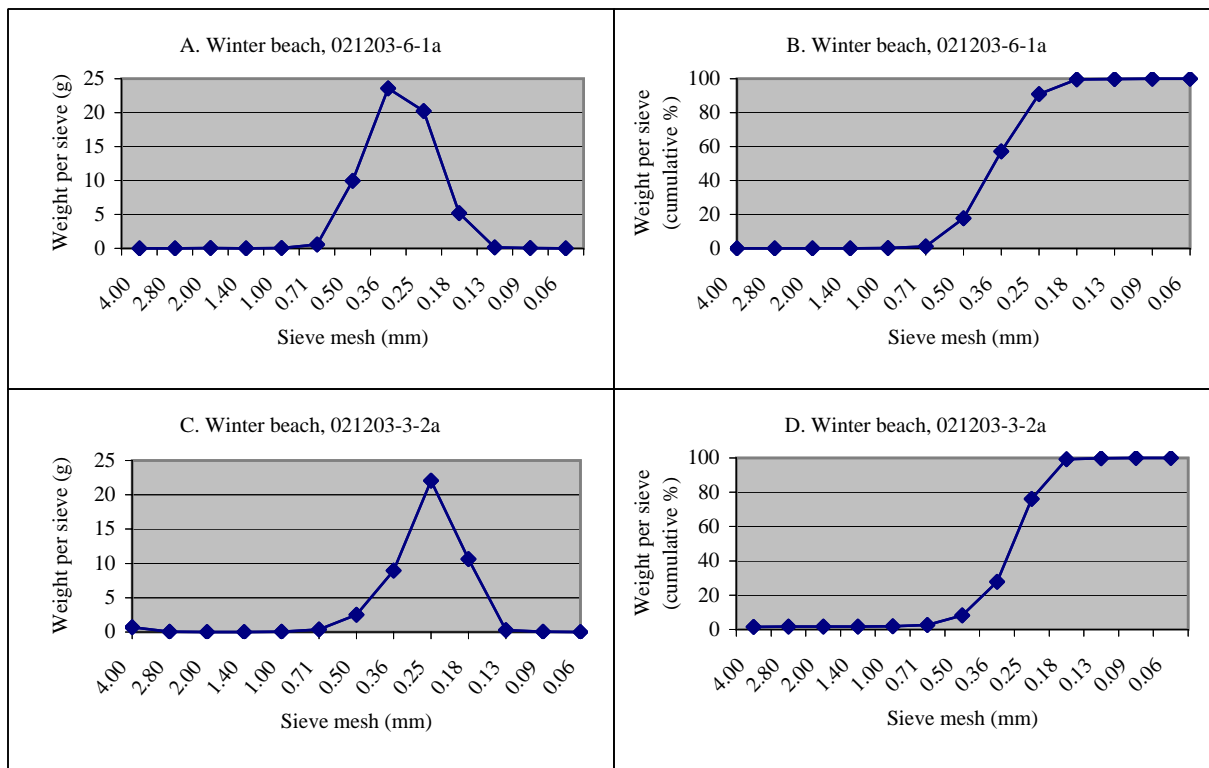 A. Winter beach, 021203-6-1a
Weight per sieve (g)
25
20
15
10
5
0
4.00 2.80 2.00 1.40 1.00 0.71 0.50 0.36 0.25 0.18 0.13 0.09 0.06
Sieve mesh (mm)
B. Winter beach, 021203-6-1a
Weight per sieve
(cumulative %)
100
80
60
40
20
0
4.00 2.80 2.00 1.40 1.00 0.71 0.50 0.36 0.25 0.18 0.13 0.09 0.06
Sieve mesh (mm)
C. Winter beach, 021203-3-2a
Weight per sieve (g)
25
20
15
10
5
0
4.00 2.80 2.00 1.40 1.00 0.71 0.50 0.36 0.25 0.18 0.13 0.09 0.06
Sieve mesh (mm)
D. Winter beach, 021203-3-2a
Weight per sieve
(cumulative %)
100
80
60
40
20
0
4.00 2.80 2.00 1.40 1.00 0.71 0.50 0.36 0.25 0.18 0.13 0.09 0.06
Sieve mesh (mm)